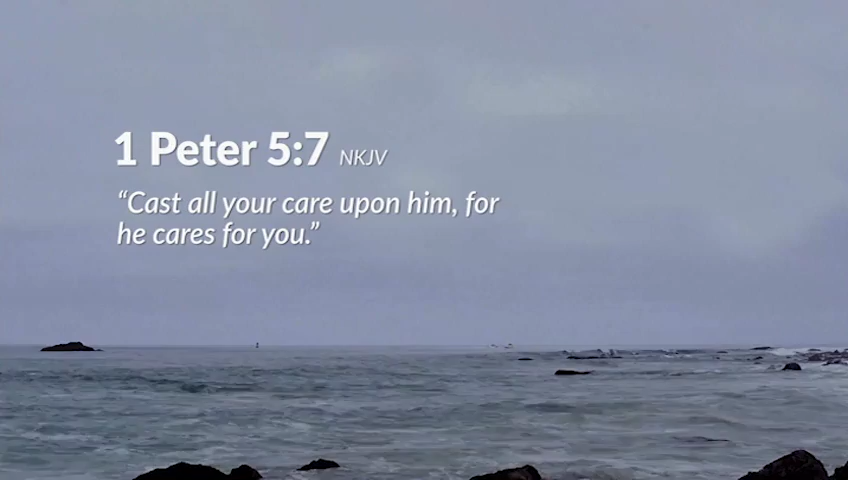 1 Peter 5:7 NKJV
“Cast all your care upon him, for
he cares for you.”